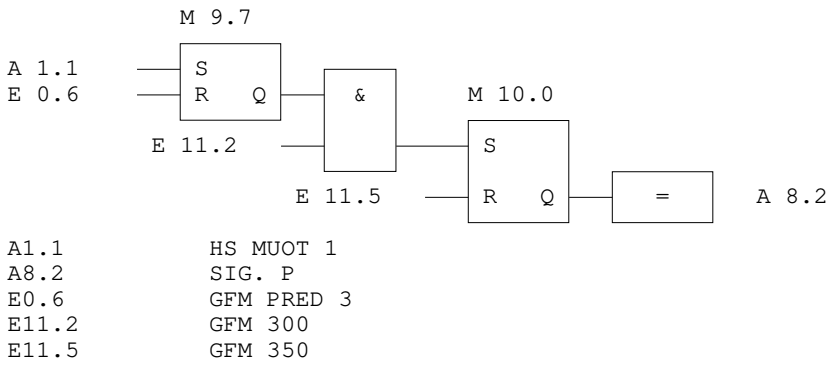 M 9.7
A 1.1 S
E 0.6 R Q & M 10.0
E 11.2 S
E 11.5 R Q = A 8.2
A1.1 HS MUOT 1
A8.2 SIG. P
E0.6 GFM PRED 3
E11.2 GFM 300
E11.5 GFM 350